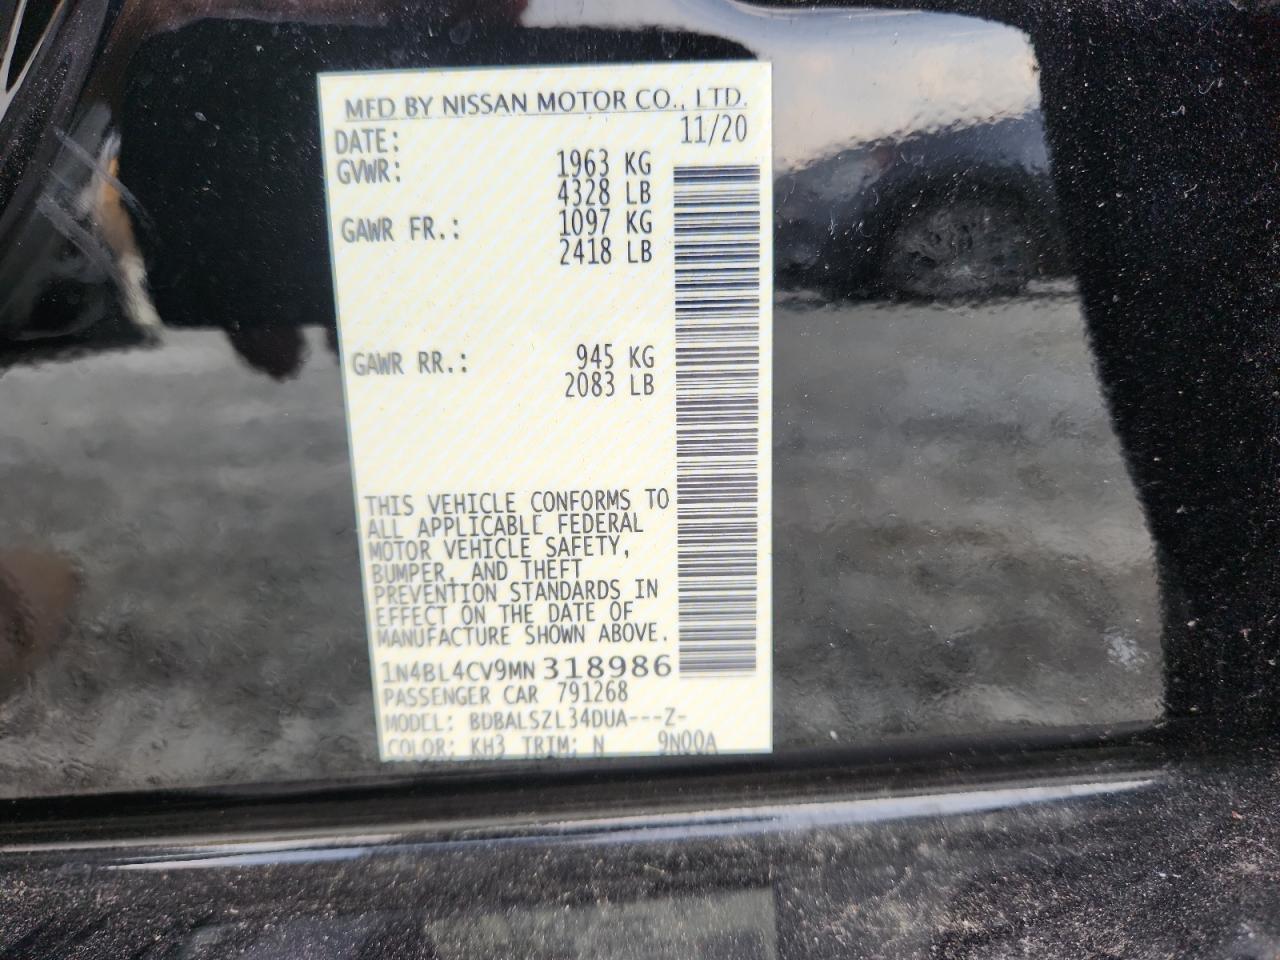 MFD BY NISSAN MOTOR CO., LTD.
DATE: 11/20
GVWR: 1963 KG
4328 LB
GAWR FR.: 1097 KG
2418 LB
GAWR RR.: 945 KG
2083 LB
THIS VEHICLE CONFORMS TO
ALL APPLICABLE FEDERAL
MOTOR VEHICLE SAFETY,
BUMPER, AND THEFT
PREVENTION STANDARDS IN
EFFECT ON THE DATE OF
MANUFACTURE SHOWN ABOVE.
1N4BL4CV9MN318986
PASSENGER CAR 791268
MODEL: BDBALSZL34DUA---Z-
COLOR: KH3 TRIM: N 9N00A